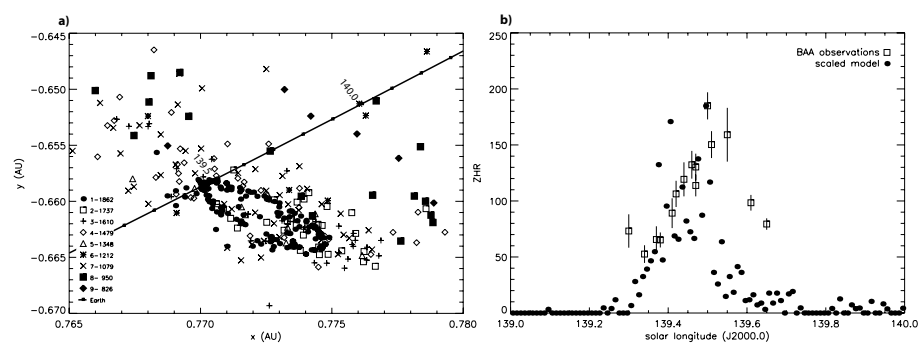 a)
-0.645
-0.650
-0.655
-0.660
-0.665
-0.670
y (AU)
140.0
139.5
1-1862
2-1737
3-1610
4-1479
5-1348
6-1212
7-1079
8- 950
9- 826
Earth
0.765 0.770 0.775 0.780
x (AU)
b)
250
200
150
100
50
0
ZHR
BAA observations
scaled model
139.0 139.2 139.4 139.6 139.8 140.0
solar longitude (J2000.0)